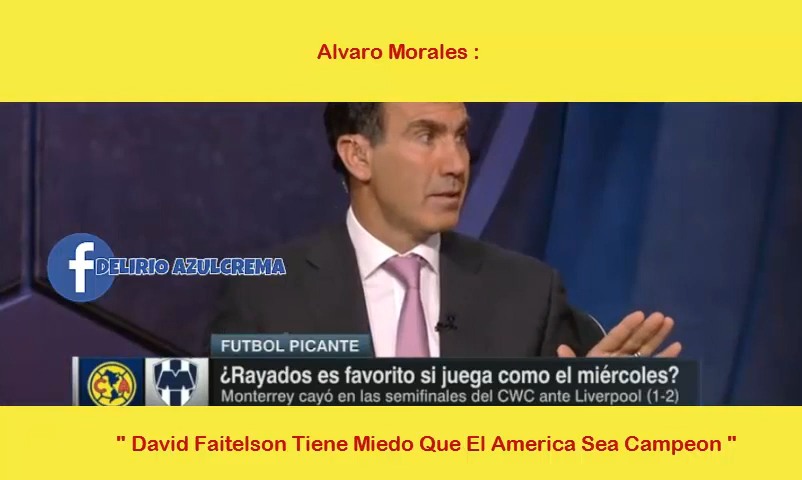 Alvaro Morales :
f DELIRIO AZULCREMA
FUTBOL PICANTE
¿Rayados es favorito si juega como el miércoles?
Monterrey cayó en las semifinales del CWC ante Liverpool (1-2)
" David Faitelson Tiene Miedo Que El America Sea Campeon "